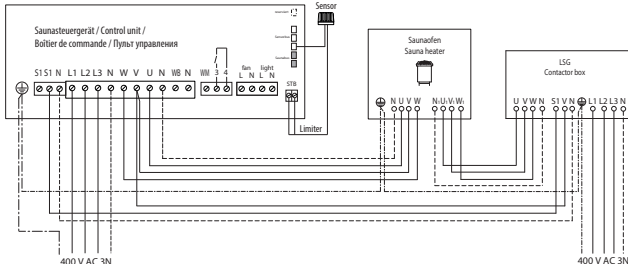 Sensor
Saunasteuergerät / Control unit /
Boîtier de commande / Пульт управления
S1 S1 N L1 L2 L3 N W V U N WB N
WM 3 4
fan light
L N L N
STB
Limiter
Saunaofen
Sauna heater
N U V W N₁ U₁ V₁ W₁
LSG
Contactor box
U V W N S1 V N L1 L2 L3 N
400 V AC 3N
400 V AC 3N